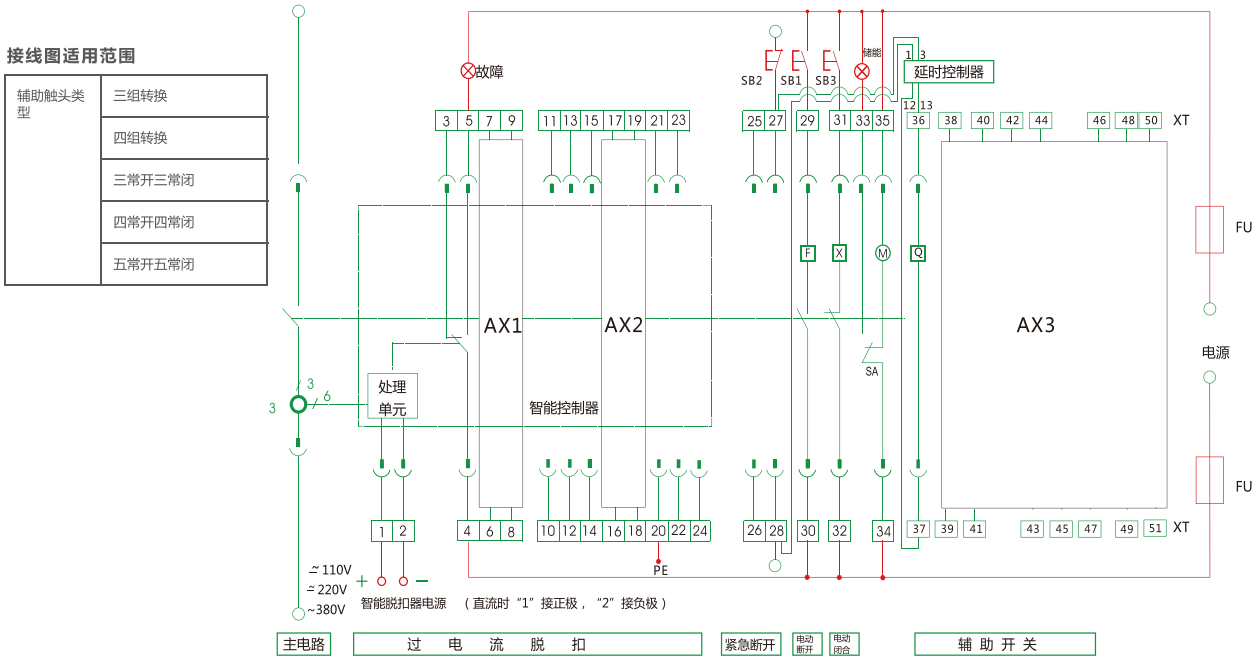 接线图适用范围
辅助触头类型
三组转换
四组转换
三常开三常闭
四常开四常闭
五常开五常闭
故障
储能
SB2 SB1 SB3
1 3
延时控制器
12 13
3 5 7 9
11 13 15 17 19 21 23
25 27 29 31 33 35
36 38 40 42 44 46 48 50 XT
FU
F X M Q
AX1 AX2 AX3
SA
电源
处理
单元
智能控制器
3
3 6
FU
1 2
4 6 8
10 12 14 16 18 20 22 24
26 28 30 32 34
37 39 41 43 45 47 49 51 XT
PE
≃110V
≃220V
~380V
+ −
智能脱扣器电源 （直流时“1”接正极，“2”接负极）
主电路
过电流脱扣
紧急断开
电动
断开
电动
闭合
辅助开关